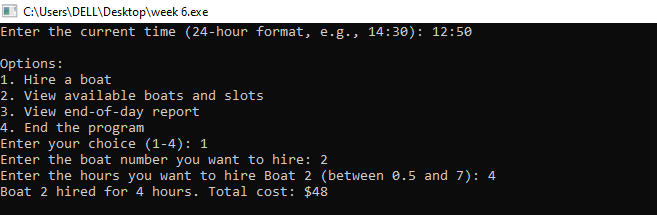 C:\Users\DELL\Desktop\week 6.exe
Enter the current time (24-hour format, e.g., 14:30): 12:50
Options:
1. Hire a boat
2. View available boats and slots
3. View end-of-day report
4. End the program
Enter your choice (1-4): 1
Enter the boat number you want to hire: 2
Enter the hours you want to hire Boat 2 (between 0.5 and 7): 4
Boat 2 hired for 4 hours. Total cost: $48